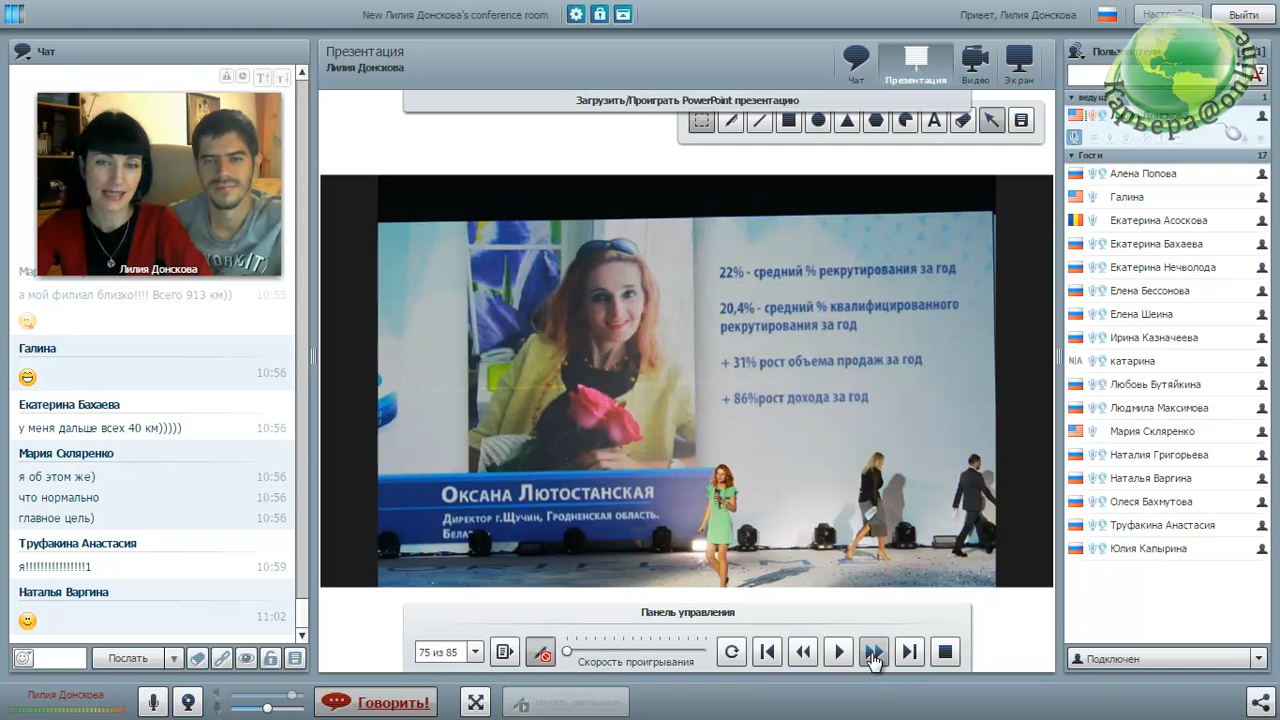 New Лилия Донскова's conference room
Привет, Лилия Донскова
Настройки
Выйти
Чат
Лилия Донскова
а мой филиал близко!!!! Всего 913 км)) 10:55
Галина
10:56
Екатерина Бахаева
у меня дальше всех 40 км))))) 10:56
Мария Скляренко
я об этом же) 10:56
что нормально 10:56
главное цель) 10:56
Труфакина Анастасия
я!!!!!!!!!!!!!!!!1 10:59
Наталья Варгина
11:02
Послать
Презентация
Лилия Донскова
Чат
Презентация
Видео
Экран
Загрузить/Проиграть PowerPoint презентацию
22% - средний % рекрутирования за год
20,4% - средний % квалифицированного
рекрутирования за год
+ 31% рост объема продаж за год
+ 86%рост дохода за год
Оксана Лютостанская
Директор г.Щучин, Гродненская область.
Панель управления
75 из 85
Скорость проигрывания
карьера@online
ведущ 1
Гости 17
Алена Попова
Галина
Екатерина Асоскова
Екатерина Бахаева
Екатерина Нечволода
Елена Бессонова
Елена Шеина
Ирина Казначеева
N/A катарина
Любовь Бутяйкина
Людмила Максимова
Мария Скляренко
Наталия Григорьева
Наталья Варгина
Олеся Бахмутова
Труфакина Анастасия
Юлия Капырина
Подключен
Лилия Донскова
Говорить!